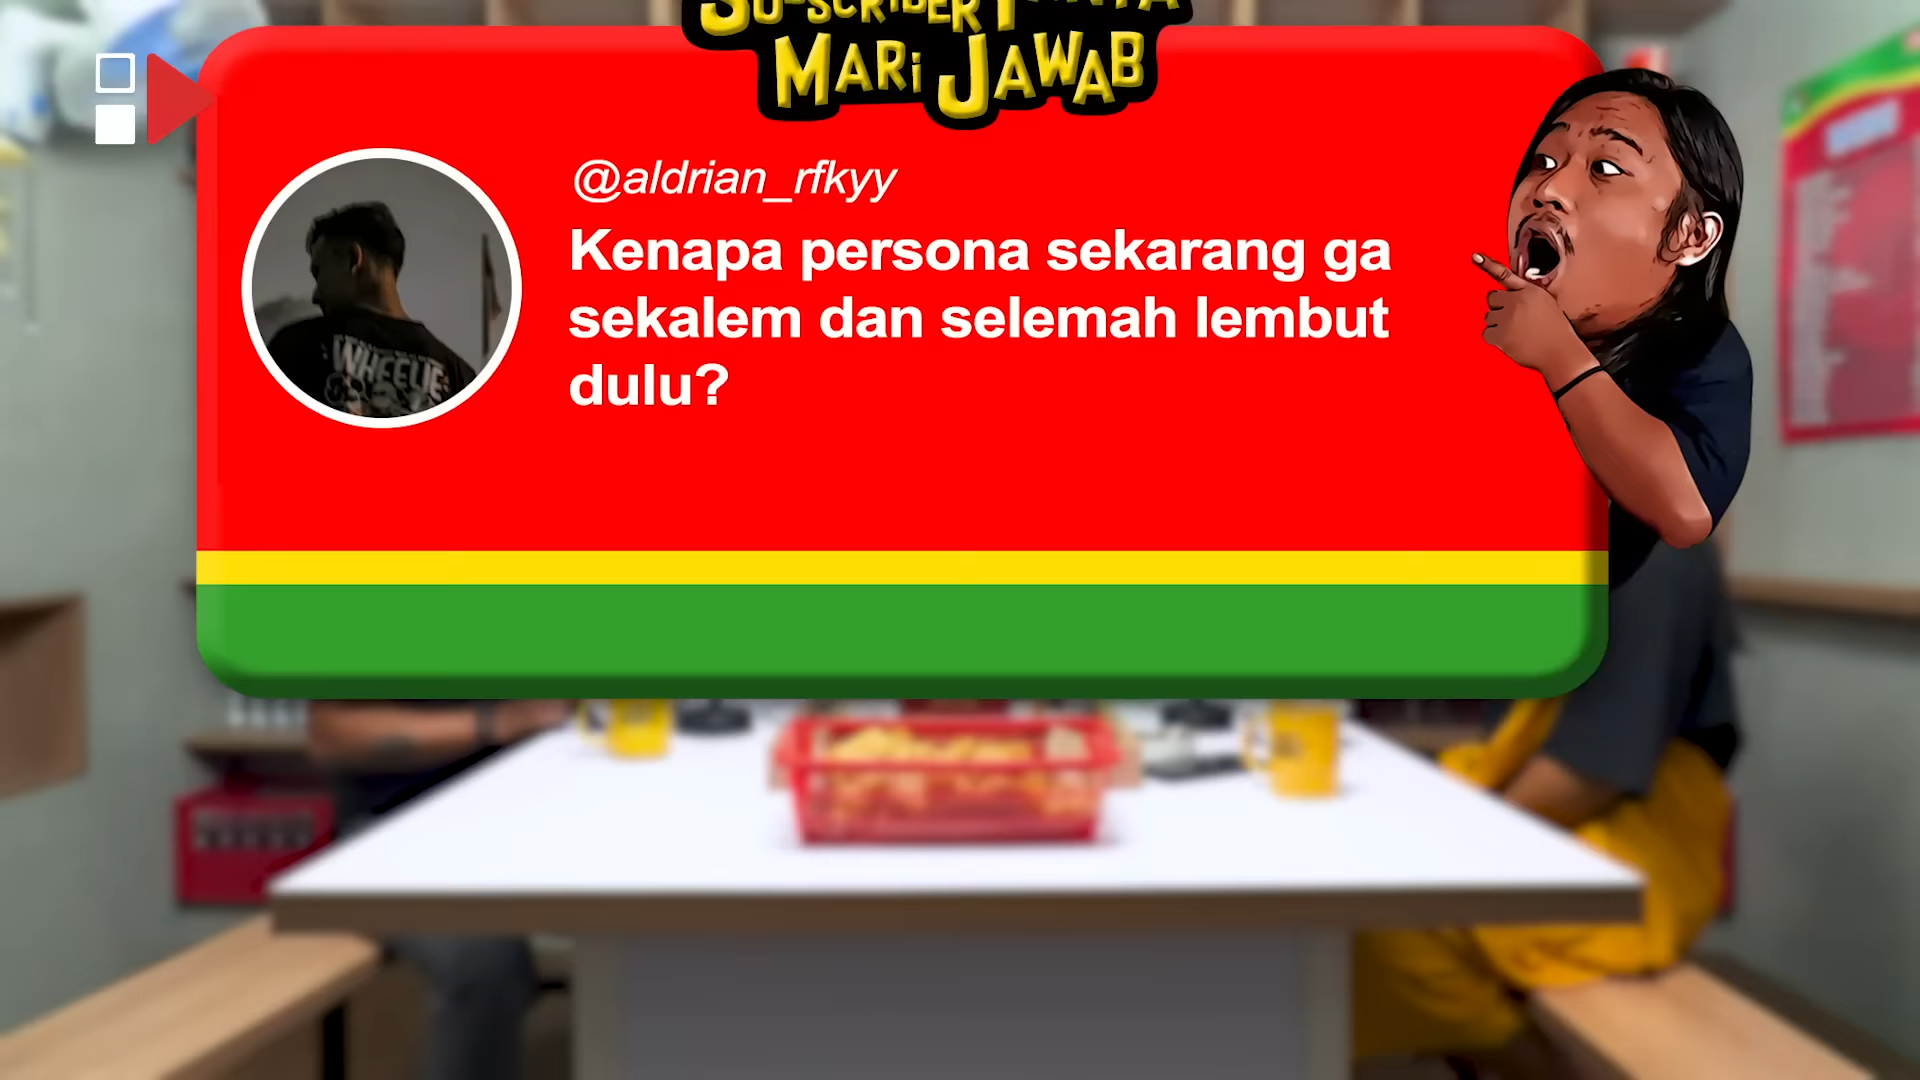 MARi JAWAB
@aldrian_rfkyy
Kenapa persona sekarang ga
sekalem dan selemah lembut
dulu?